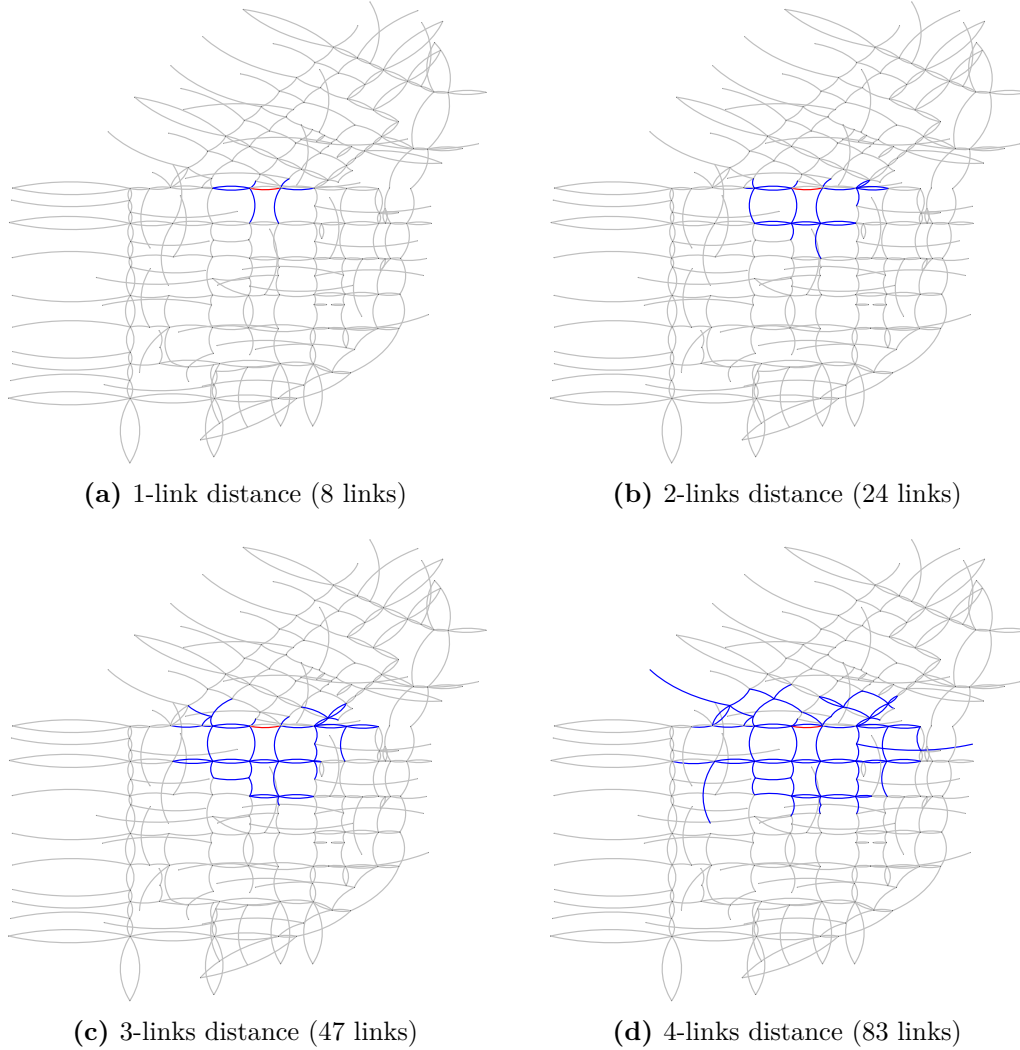 (a) 1-link distance (8 links)
(b) 2-links distance (24 links)
(c) 3-links distance (47 links)
(d) 4-links distance (83 links)